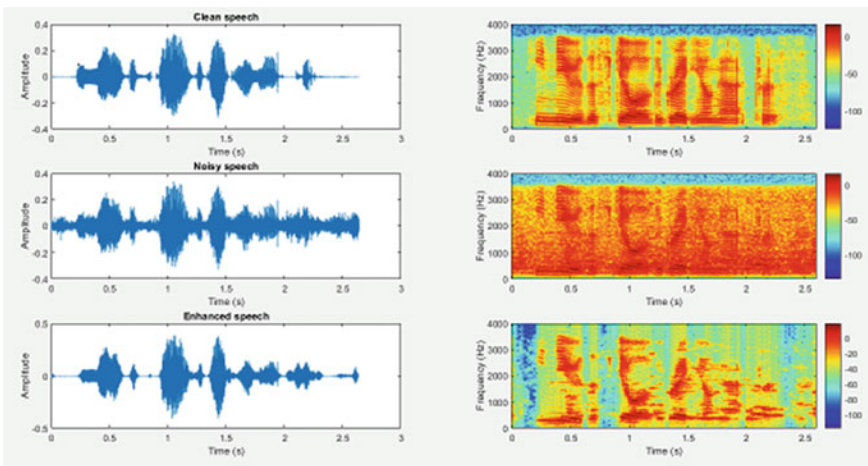 Clean speech
0.4
0.2
0
-0.2
-0.4
Amplitude
0 0.5 1 1.5 2 2.5 3
Time (s)
4000
3000
2000
1000
0
Frequency (Hz)
0 0.5 1 1.5 2 2.5
Time (s)
0
-50
-100
Noisy speech
0.4
0.2
0
-0.2
-0.4
Amplitude
0 0.5 1 1.5 2 2.5 3
Time (s)
4000
3000
2000
1000
0
Frequency (Hz)
0 0.5 1 1.5 2 2.5
Time (s)
0
-50
-100
Enhanced speech
0.5
0
-0.5
Amplitude
0 0.5 1 1.5 2 2.5 3
Time (s)
4000
3000
2000
1000
0
Frequency (Hz)
0 0.5 1 1.5 2 2.5
Time (s)
20
0
-20
-40
-60
-80
-100